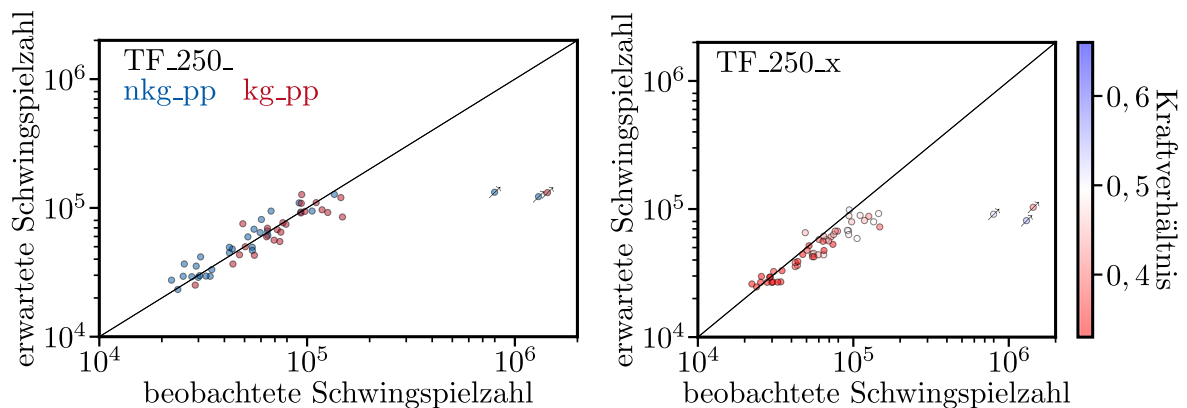 erwartete Schwingspielzahl
10^6
10^5
10^4
TF_250_
nkg_pp kg_pp
10^4 10^5 10^6
beobachtete Schwingspielzahl
erwartete Schwingspielzahl
10^6
10^5
10^4
TF_250_x
10^4 10^5 10^6
beobachtete Schwingspielzahl
0,6
0,5
0,4
Kraftverhältnis